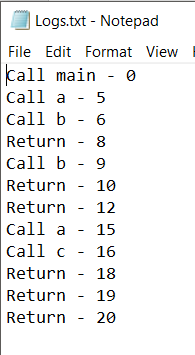 Logs.txt - Notepad
File Edit Format View
Call main - 0
Call a - 5
Call b - 6
Return - 8
Call b - 9
Return - 10
Return - 12
Call a - 15
Call c - 16
Return - 18
Return - 19
Return - 20